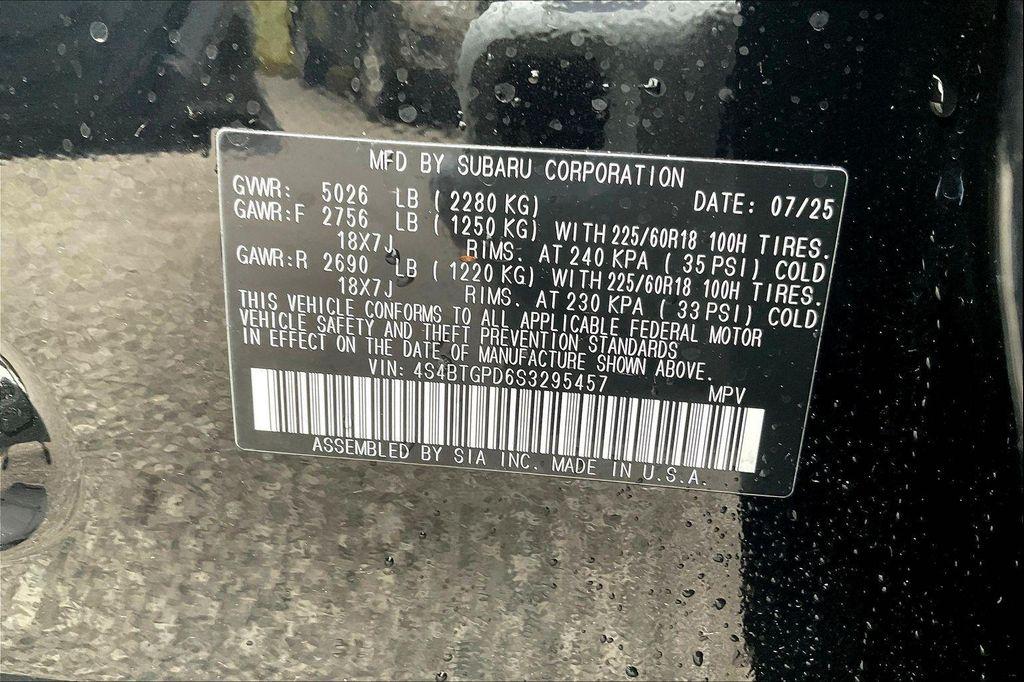 MFD BY SUBARU CORPORATION
GVWR: 5026 LB ( 2280 KG) DATE: 07/25
GAWR:F 2756 LB ( 1250 KG) WITH 225/60R18 100H TIRES.
18X7J RIMS. AT 240 KPA ( 35 PSI) COLD
GAWR:R 2690 LB ( 1220 KG) WITH 225/60R18 100H TIRES.
18X7J RIMS. AT 230 KPA ( 33 PSI) COLD
THIS VEHICLE CONFORMS TO ALL APPLICABLE FEDERAL MOTOR
VEHICLE SAFETY AND THEFT PREVENTION STANDARDS
IN EFFECT ON THE DATE OF MANUFACTURE SHOWN ABOVE.
VIN: 4S4BTGPD6S3295457 MPV
ASSEMBLED BY SIA INC. MADE IN U.S.A.